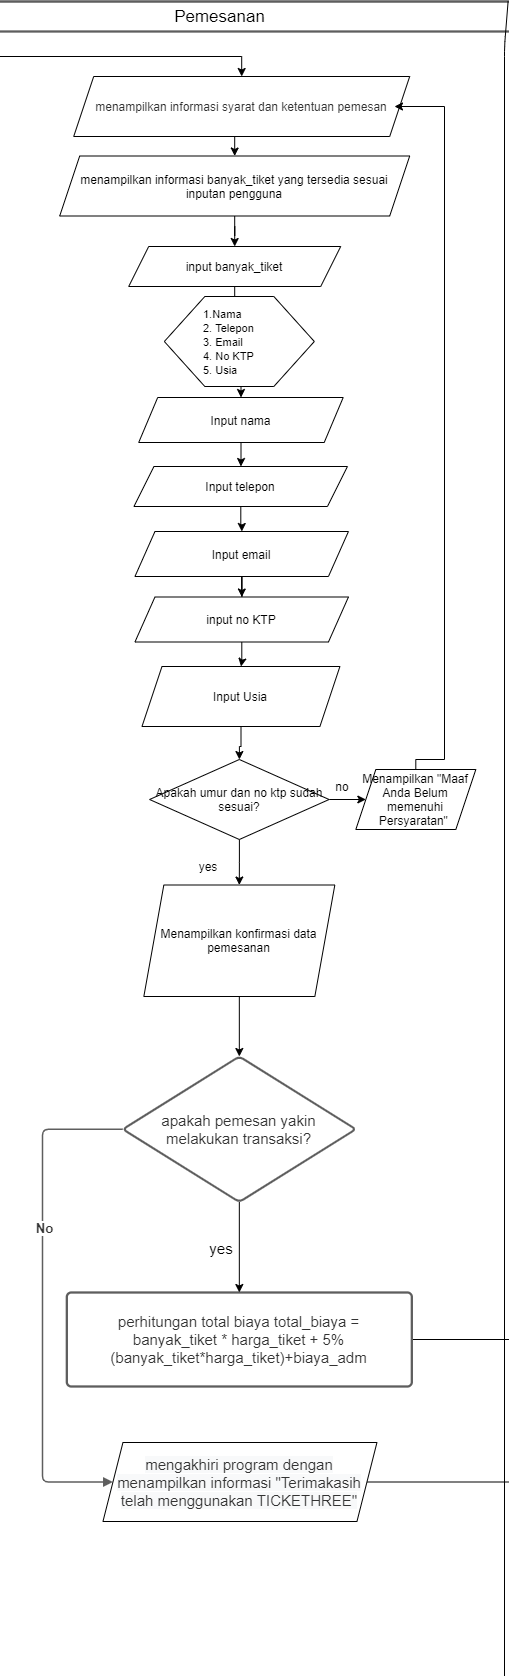 Pemesanan
menampilkan informasi syarat dan ketentuan pemesan
menampilkan informasi banyak_tiket yang tersedia sesuai
inputan pengguna
input banyak_tiket
1.Nama
2. Telepon
3. Email
4. No KTP
5. Usia
Input nama
Input telepon
Input email
input no KTP
Input Usia
Apakah umur dan no ktp sudah
sesuai?
no
Menampilkan "Maaf
Anda Belum
memenuhi
Persyaratan"
yes
Menampilkan konfirmasi data
pemesanan
apakah pemesan yakin
melakukan transaksi?
No
yes
perhitungan total biaya total_biaya =
banyak_tiket * harga_tiket + 5%
(banyak_tiket*harga_tiket)+biaya_adm
mengakhiri program dengan
menampilkan informasi "Terimakasih
telah menggunakan TICKETHREE"